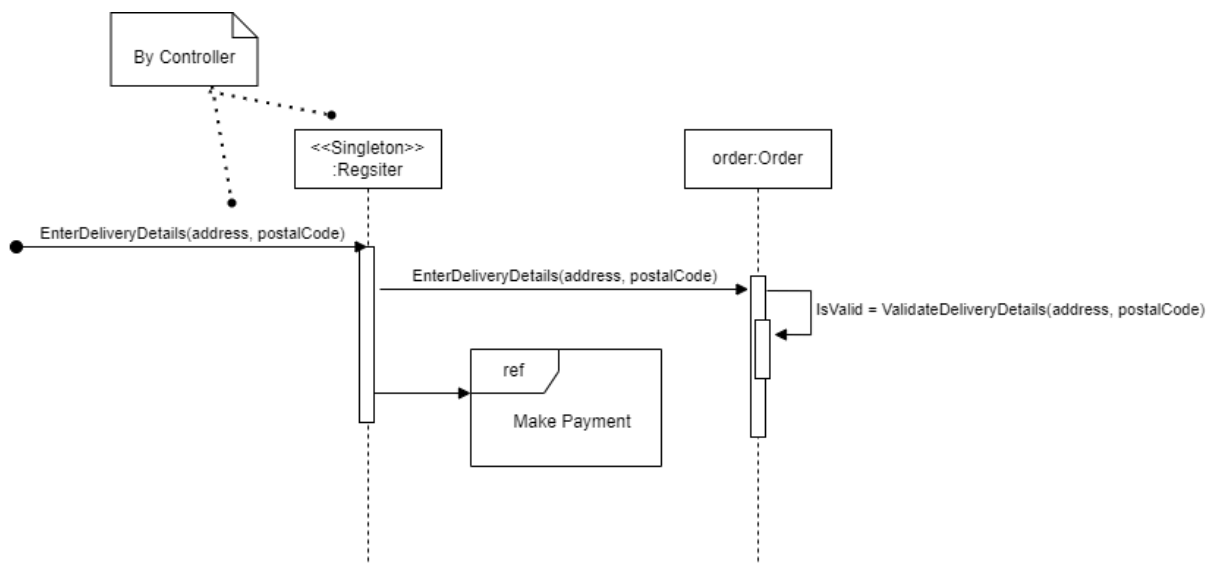 By Controller
<<Singleton>>
:Regsiter
order:Order
EnterDeliveryDetails(address, postalCode)
EnterDeliveryDetails(address, postalCode)
IsValid = ValidateDeliveryDetails(address, postalCode)
ref
Make Payment